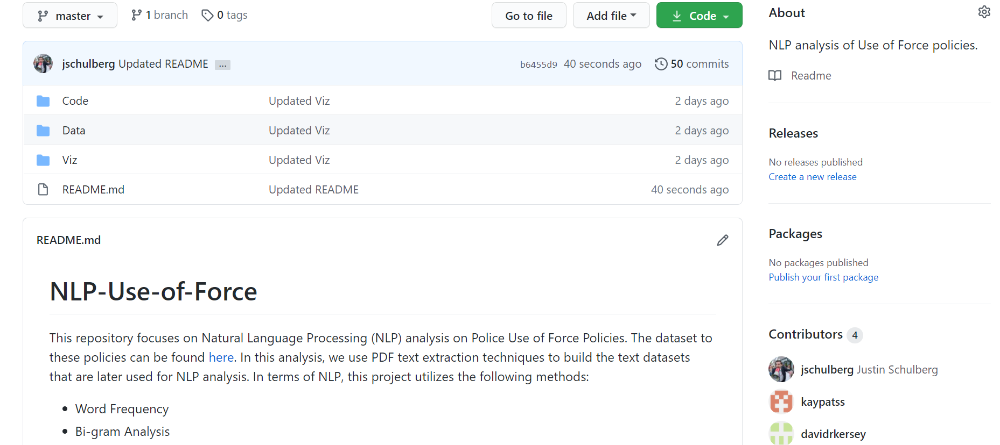 master
1 branch
0 tags
Go to file
Add file
Code
jschulberg Updated README ...
b6455d9 40 seconds ago
50 commits
Code Updated Viz 2 days ago
Data Updated Viz 2 days ago
Viz Updated Viz 2 days ago
README.md Updated README 40 seconds ago
README.md
NLP-Use-of-Force
This repository focuses on Natural Language Processing (NLP) analysis on Police Use of Force Policies. The dataset to
these policies can be found here. In this analysis, we use PDF text extraction techniques to build the text datasets
that are later used for NLP analysis. In terms of NLP, this project utilizes the following methods:
• Word Frequency
• Bi-gram Analysis
About
NLP analysis of Use of Force policies.
Readme
Releases
No releases published
Create a new release
Packages
No packages published
Publish your first package
Contributors 4
jschulberg Justin Schulberg
kaypatss
davidrkersey